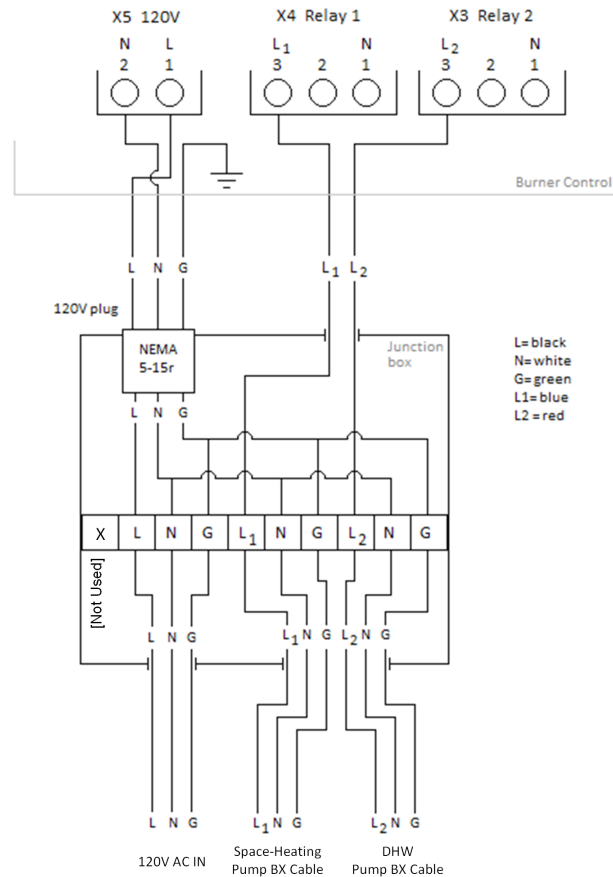 X5 120V
X4 Relay 1
X3 Relay 2
N L
L1 N
L2 N
2 1
3 2 1
3 2 1
Burner Control
L N G
L1 L2
120V plug
NEMA
5-15r
Junction
box
L= black
N= white
G= green
L1= blue
L2 = red
L N G
X L N G L1 N G L2 N G
[Not Used]
L N G
L1 N G
L2 N G
L N G
L1 N G
L2 N G
120V AC IN
Space-Heating
Pump BX Cable
DHW
Pump BX Cable